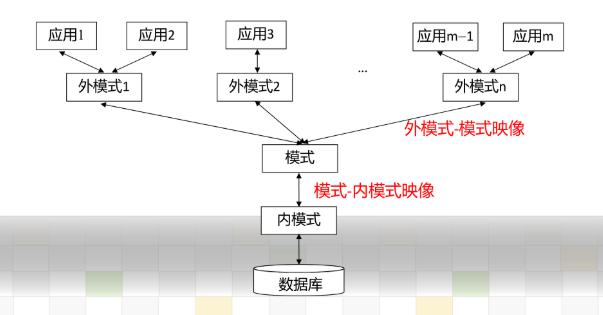 应用1
应用2
应用3
应用m-1
应用m
外模式1
外模式2
...
外模式n
外模式-模式映像
模式
模式-内模式映像
内模式
数据库